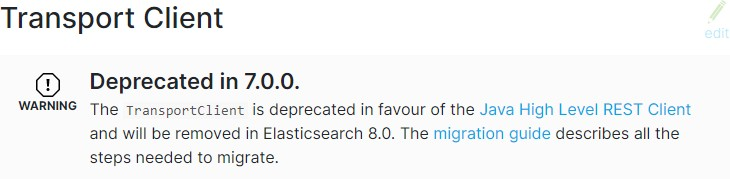 Transport Client
edit
Deprecated in 7.0.0.
WARNING
The TransportClient is deprecated in favour of the Java High Level REST Client
and will be removed in Elasticsearch 8.0. The migration guide describes all the
steps needed to migrate.